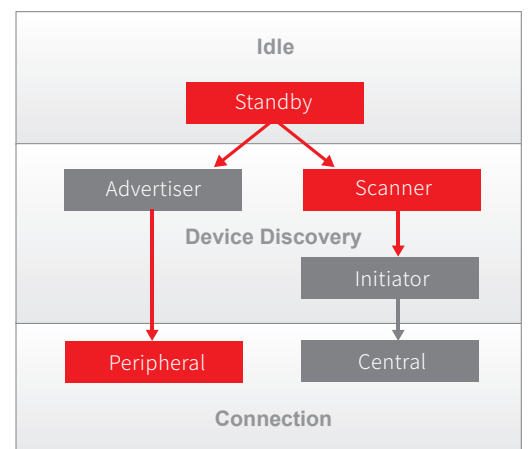 Idle
Standby
Advertiser
Scanner
Device Discovery
Initiator
Peripheral
Central
Connection